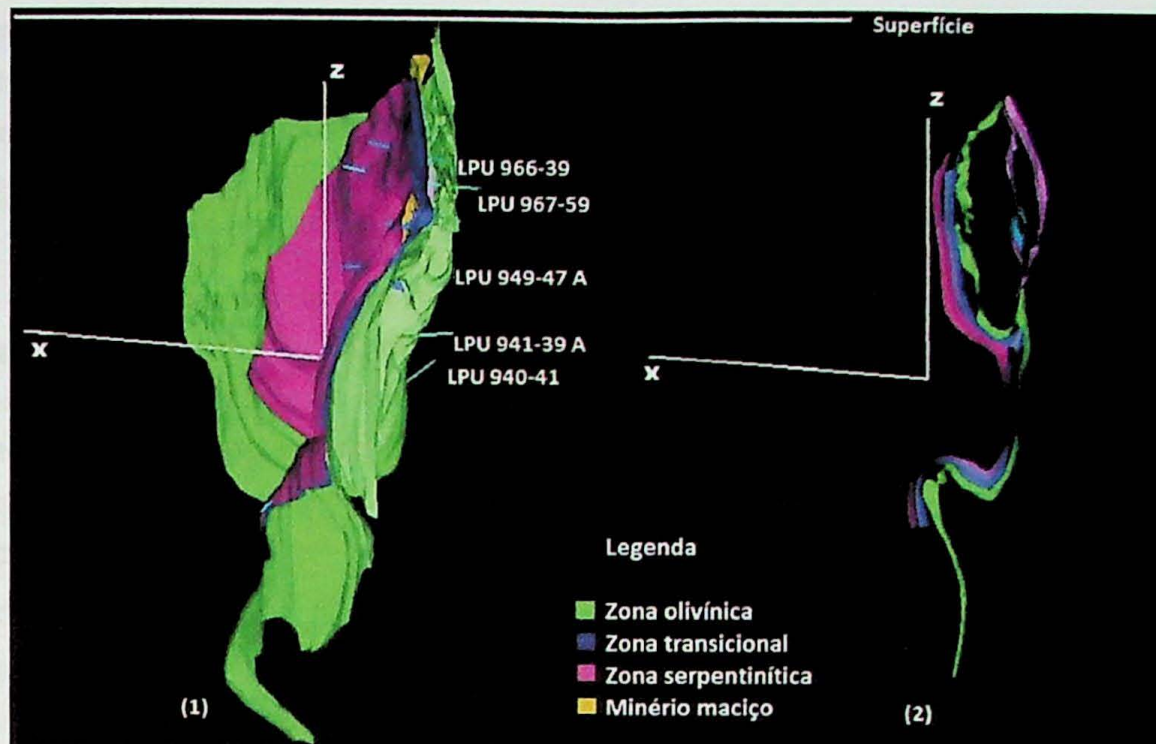 Superfície
z
LPU 966-39
LPU 967-59
LPU 949-47 A
LPU 941-39 A
LPU 940-41
x
z
x
Legenda
Zona olivínica
Zona transicional
Zona serpentinítica
Minério maciço
(1)
(2)